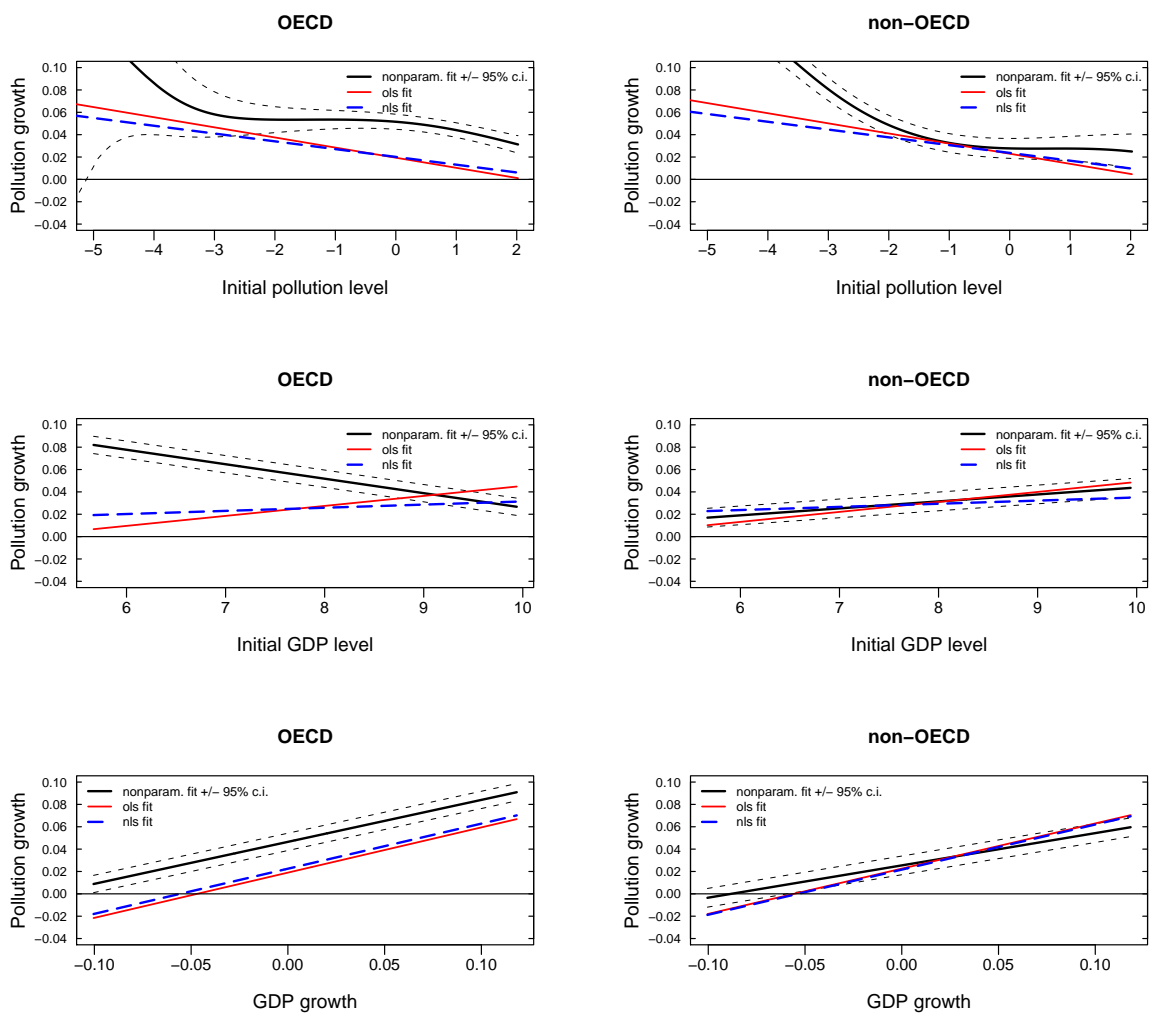 OECD
Pollution growth
0.10
0.08
0.06
0.04
0.02
0.00
−0.02
−0.04
nonparam. fit +/− 95% c.i.
ols fit
nls fit
−5 −4 −3 −2 −1 0 1 2
Initial pollution level
non−OECD
Pollution growth
0.10
0.08
0.06
0.04
0.02
0.00
−0.02
−0.04
nonparam. fit +/− 95% c.i.
ols fit
nls fit
−5 −4 −3 −2 −1 0 1 2
Initial pollution level
OECD
Pollution growth
0.10
0.08
0.06
0.04
0.02
0.00
−0.02
−0.04
nonparam. fit +/− 95% c.i.
ols fit
nls fit
6 7 8 9 10
Initial GDP level
non−OECD
Pollution growth
0.10
0.08
0.06
0.04
0.02
0.00
−0.02
−0.04
nonparam. fit +/− 95% c.i.
ols fit
nls fit
6 7 8 9 10
Initial GDP level
OECD
Pollution growth
0.10
0.08
0.06
0.04
0.02
0.00
−0.02
−0.04
nonparam. fit +/− 95% c.i.
ols fit
nls fit
−0.10 −0.05 0.00 0.05 0.10
GDP growth
non−OECD
Pollution growth
0.10
0.08
0.06
0.04
0.02
0.00
−0.02
−0.04
nonparam. fit +/− 95% c.i.
ols fit
nls fit
−0.10 −0.05 0.00 0.05 0.10
GDP growth